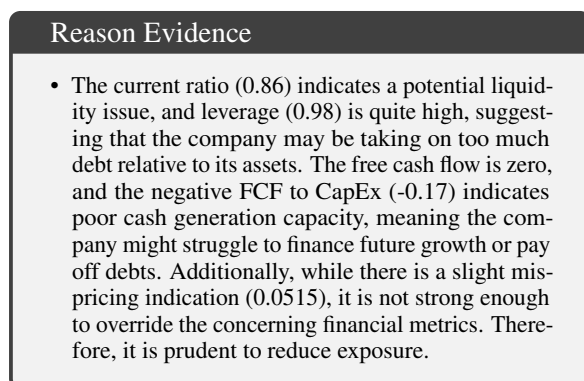 Reason Evidence
• The current ratio (0.86) indicates a potential liquid-
ity issue, and leverage (0.98) is quite high, suggest-
ing that the company may be taking on too much
debt relative to its assets. The free cash flow is zero,
and the negative FCF to CapEx (-0.17) indicates
poor cash generation capacity, meaning the com-
pany might struggle to finance future growth or pay
off debts. Additionally, while there is a slight mis-
pricing indication (0.0515), it is not strong enough
to override the concerning financial metrics. There-
fore, it is prudent to reduce exposure.